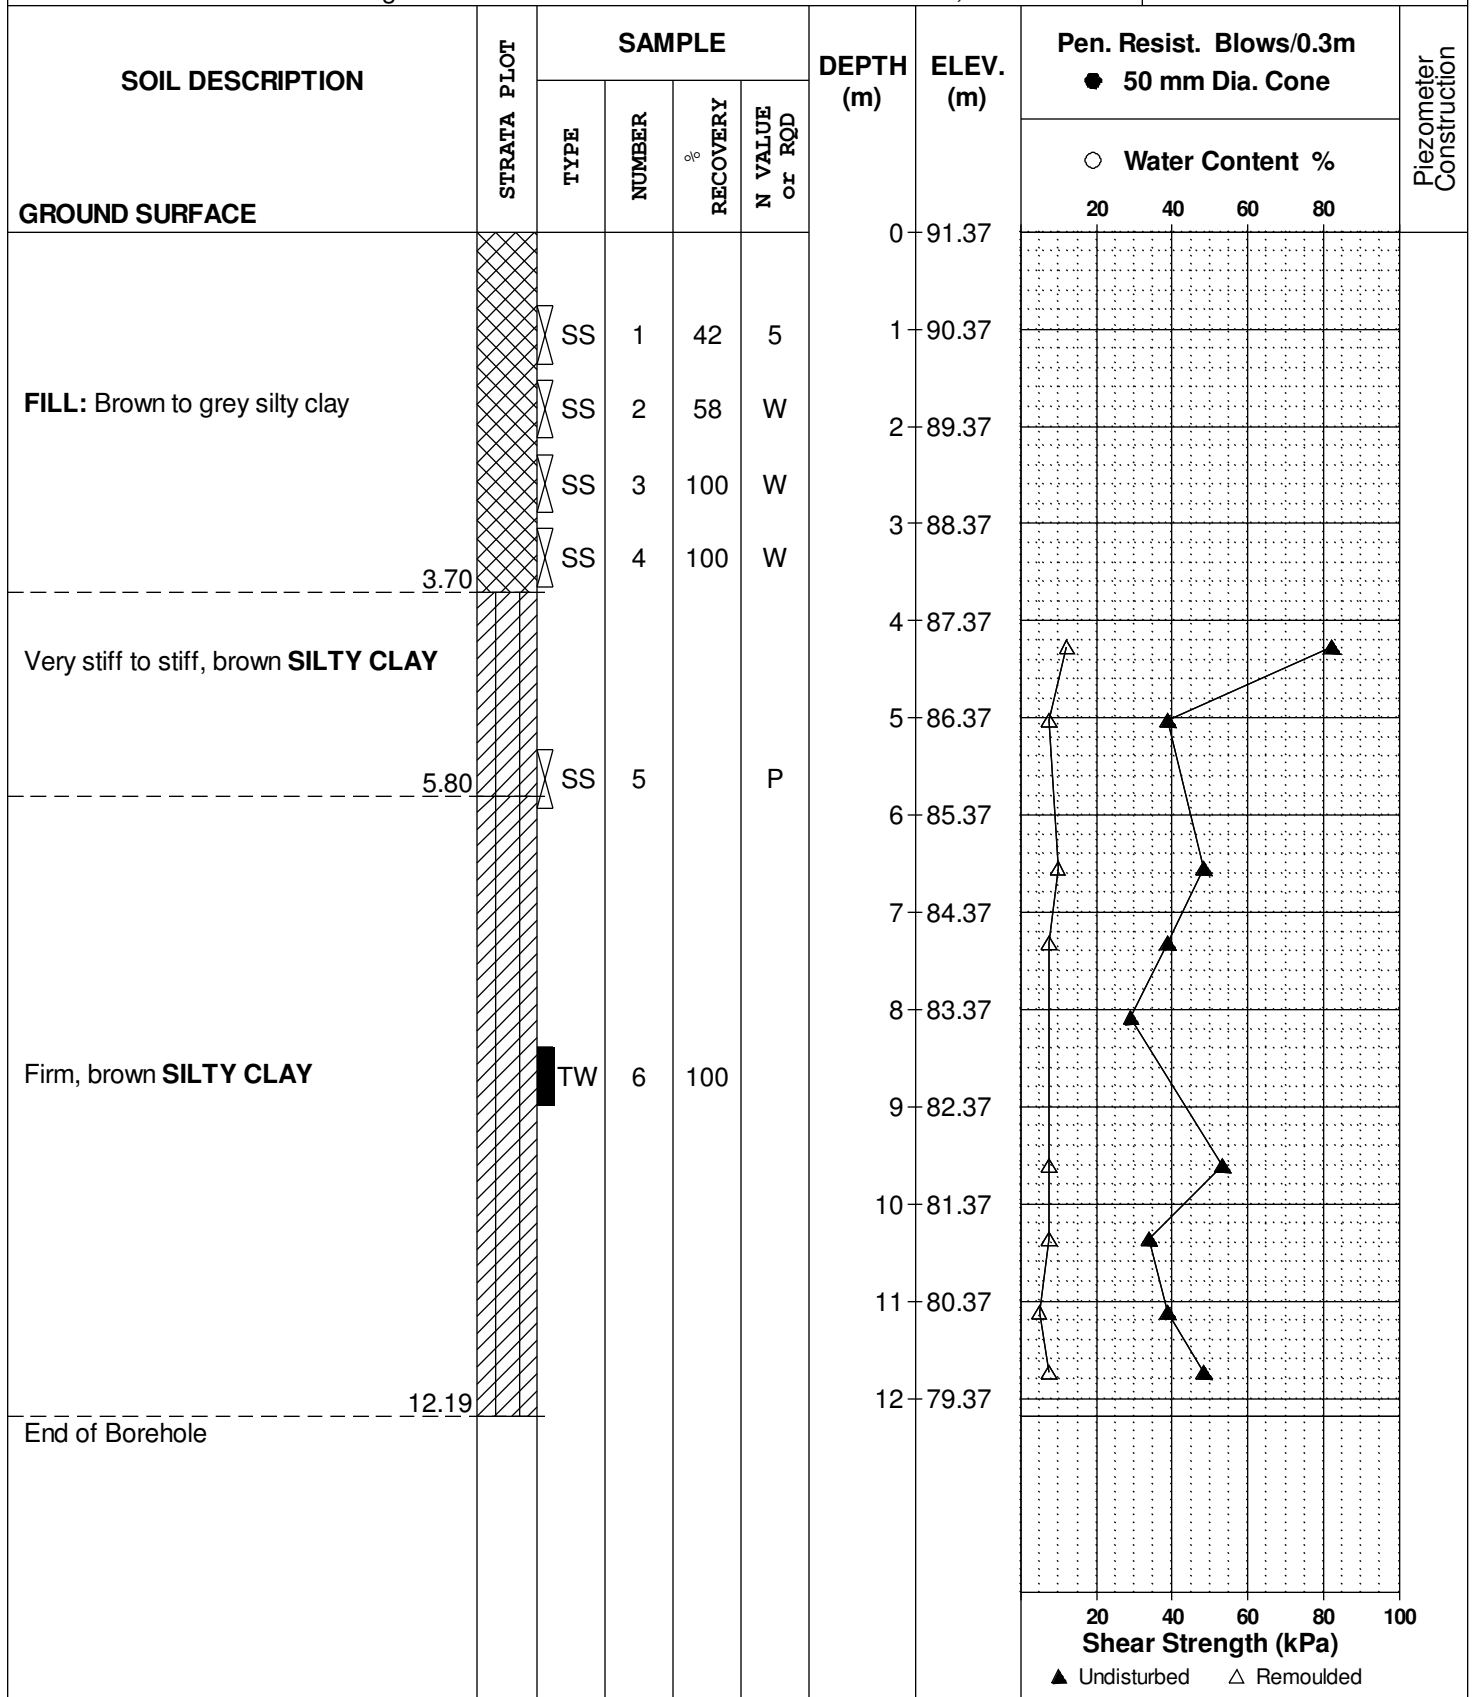 SOIL DESCRIPTION
GROUND SURFACE
STRATA PLOT
SAMPLE
TYPE
NUMBER
% RECOVERY
N VALUE or RQD
DEPTH (m)
ELEV. (m)
Pen. Resist. Blows/0.3m
● 50 mm Dia. Cone
○ Water Content %
20 40 60 80
Piezometer Construction
0 91.37
SS 1 42 5
1 90.37
FILL: Brown to grey silty clay
SS 2 58 W
2 89.37
SS 3 100 W
3 88.37
SS 4 100 W
3.70
4 87.37
Very stiff to stiff, brown SILTY CLAY
5 86.37
SS 5 P
5.80
6 85.37
7 84.37
8 83.37
Firm, brown SILTY CLAY
TW 6 100
9 82.37
10 81.37
11 80.37
12 79.37
12.19
End of Borehole
20 40 60 80 100
Shear Strength (kPa)
▲ Undisturbed △ Remoulded